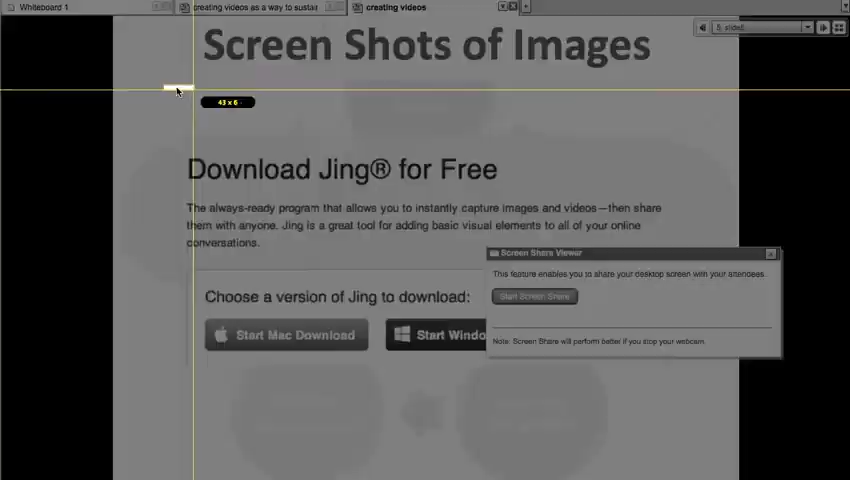 Whiteboard 1
creating videos as a way to sustai
creating videos
Screen Shots of Images
5: slide5
43 x 6
Download Jing® for Free
The always-ready program that allows you to instantly capture images and videos—then share
them with anyone. Jing is a great tool for adding basic visual elements to all of your online
conversations.
Screen Share Viewer
This feature enables you to share your desktop screen with your attendees.
Choose a version of Jing to download:
Start Screen Share
Start Mac Download
Start Windo
Note: Screen Share will perform better if you stop your webcam.